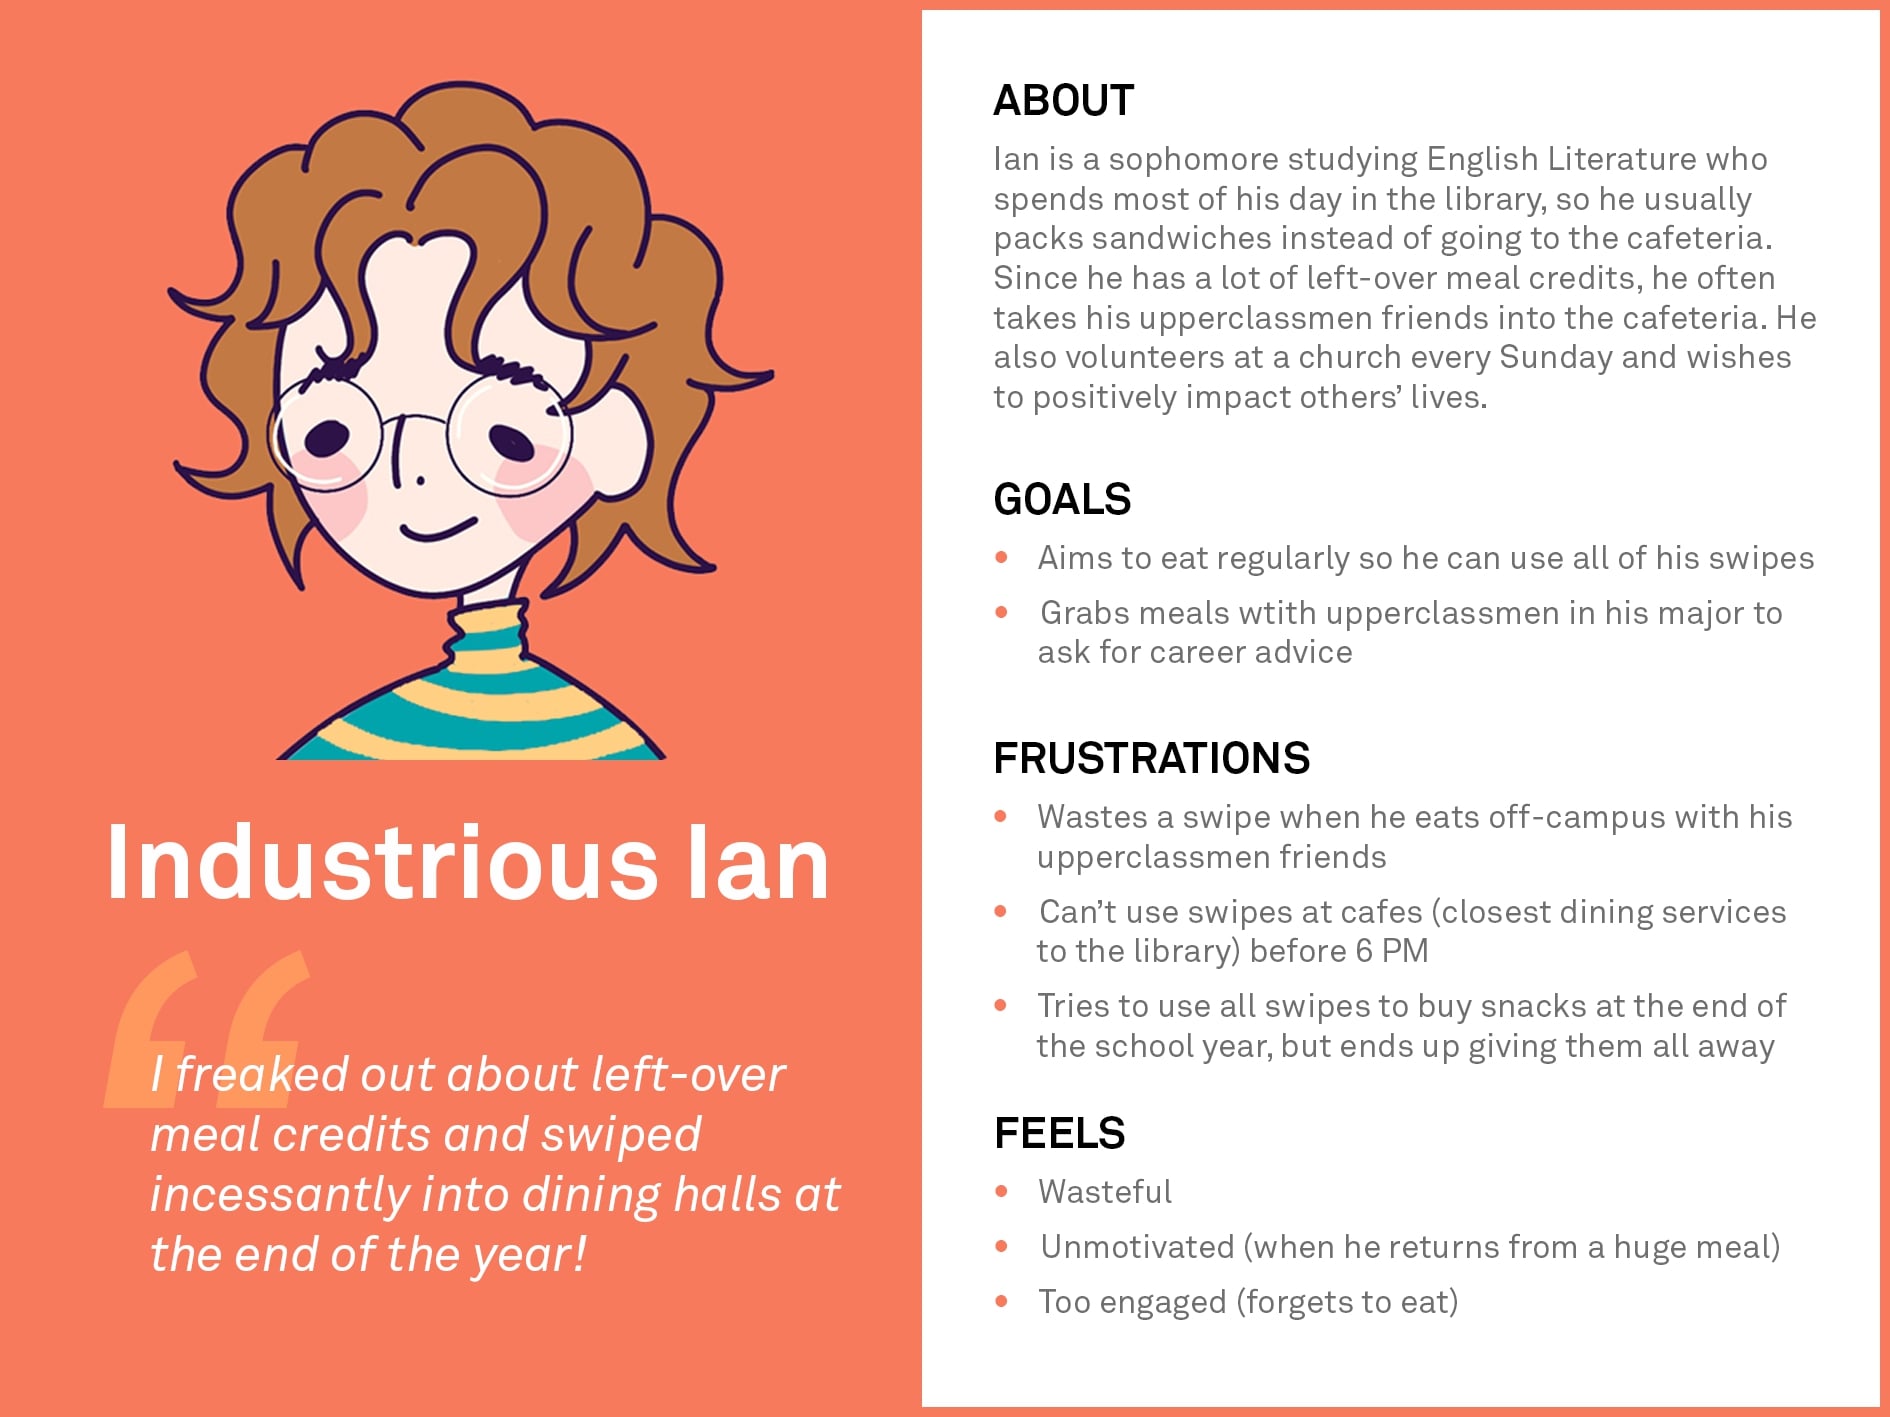 Industrious Ian
“
I freaked out about left-over
meal credits and swiped
incessantly into dining halls at
the end of the year!
ABOUT
Ian is a sophomore studying English Literature who
spends most of his day in the library, so he usually
packs sandwiches instead of going to the cafeteria.
Since he has a lot of left-over meal credits, he often
takes his upperclassmen friends into the cafeteria. He
also volunteers at a church every Sunday and wishes
to positively impact others’ lives.
GOALS
• Aims to eat regularly so he can use all of his swipes
• Grabs meals wtith upperclassmen in his major to
ask for career advice
FRUSTRATIONS
• Wastes a swipe when he eats off-campus with his
upperclassmen friends
• Can’t use swipes at cafes (closest dining services
to the library) before 6 PM
• Tries to use all swipes to buy snacks at the end of
the school year, but ends up giving them all away
FEELS
• Wasteful
• Unmotivated (when he returns from a huge meal)
• Too engaged (forgets to eat)